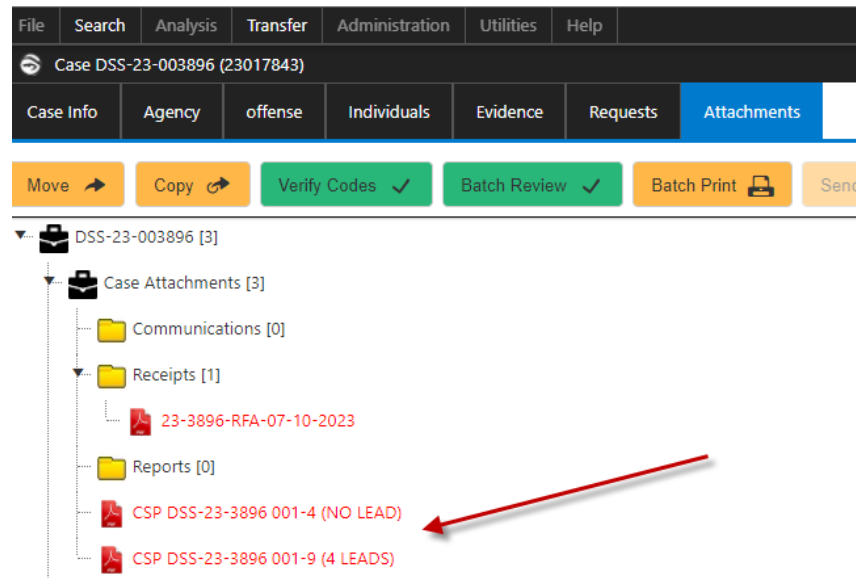 File Search Analysis Transfer Administration Utilities Help
Case DSS-23-003896 (23017843)
Case Info Agency offense Individuals Evidence Requests Attachments
Move Copy Verify Codes Batch Review Batch Print Send
DSS-23-003896 [3]
Case Attachments [3]
Communications [0]
Receipts [1]
23-3896-RFA-07-10-2023
Reports [0]
CSP DSS-23-3896 001-4 (NO LEAD)
CSP DSS-23-3896 001-9 (4 LEADS)